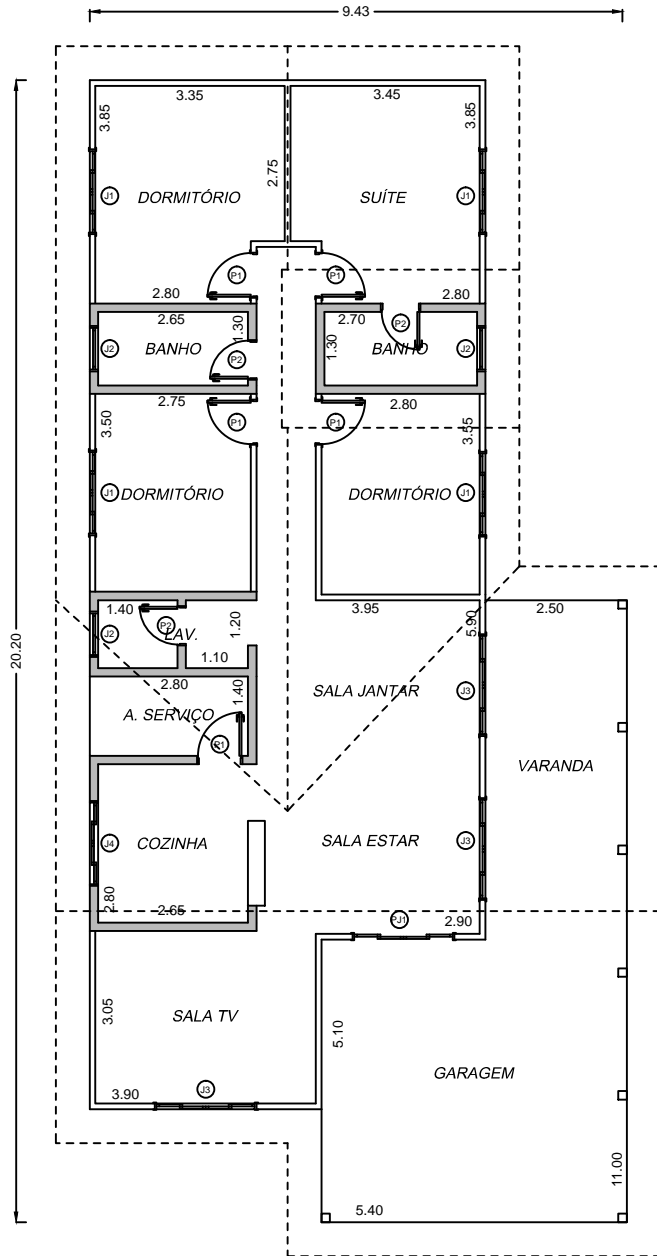 9.43
3.35
3.45
3.85
3.85
2.75
J1
DORMITÓRIO
SUÍTE
J1
P1
P1
2.80
2.80
2.65
1.30
2.70
P2
J2
BANHO
P2
1.30
BANHO
J2
2.75
2.80
3.50
P1
P1
3.55
J1
DORMITÓRIO
DORMITÓRIO
J1
1.40
3.95
2.50
J2
P2
LAV.
1.20
5.90
1.10
20.20
2.80
1.40
SALA JANTAR
J3
A. SERVIÇO
P1
VARANDA
J4
COZINHA
SALA ESTAR
J3
2.80
2.65
PJ1
2.90
3.05
SALA TV
5.10
GARAGEM
3.90
J3
11.00
5.40